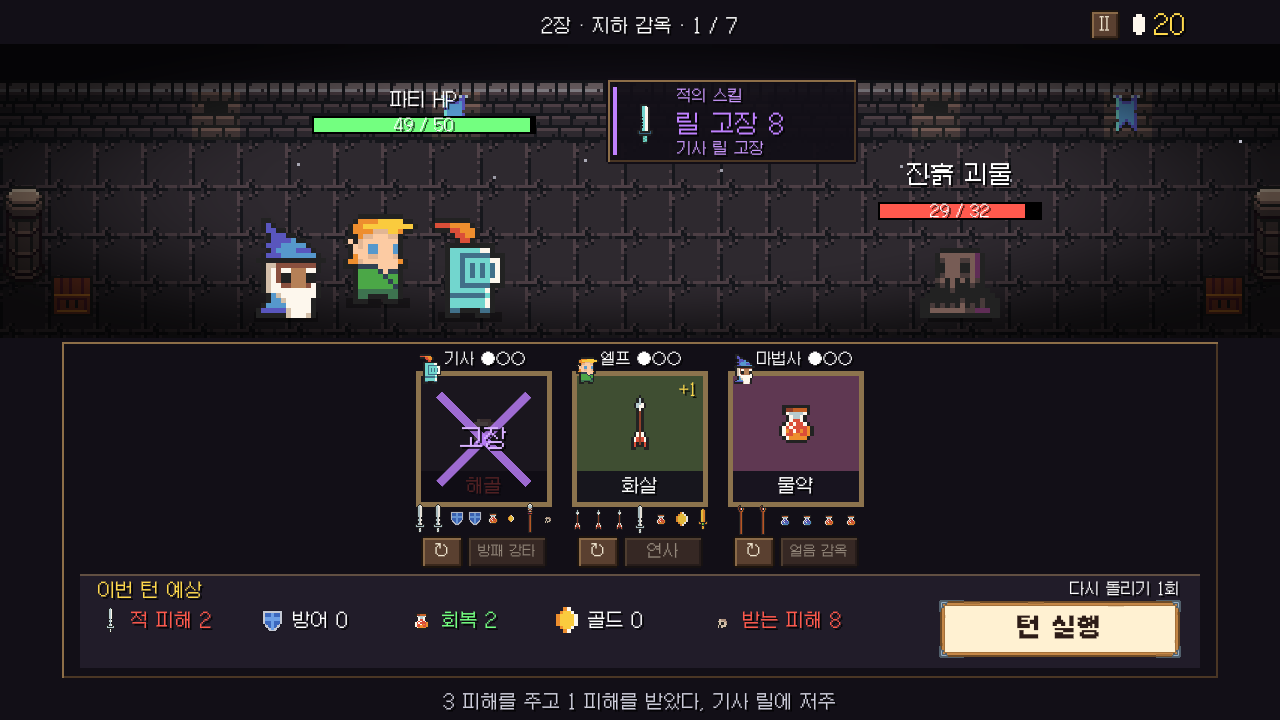 2장 · 지하 감옥 · 1 / 7
II
20
파티 HP
49 / 50
적의 스킬
릴 고장 8
기사 릴 고장
진흙 괴물
29 / 32
기사
엘프
마법사
고장
해골
+1
화살
물약
↻
방패 강타
↻
연사
↻
얼음 감옥
이번 턴 예상
다시 돌리기 1회
적 피해 2
방어 0
회복 2
골드 0
받는 피해 8
턴 실행
3 피해를 주고 1 피해를 받았다, 기사 릴에 저주